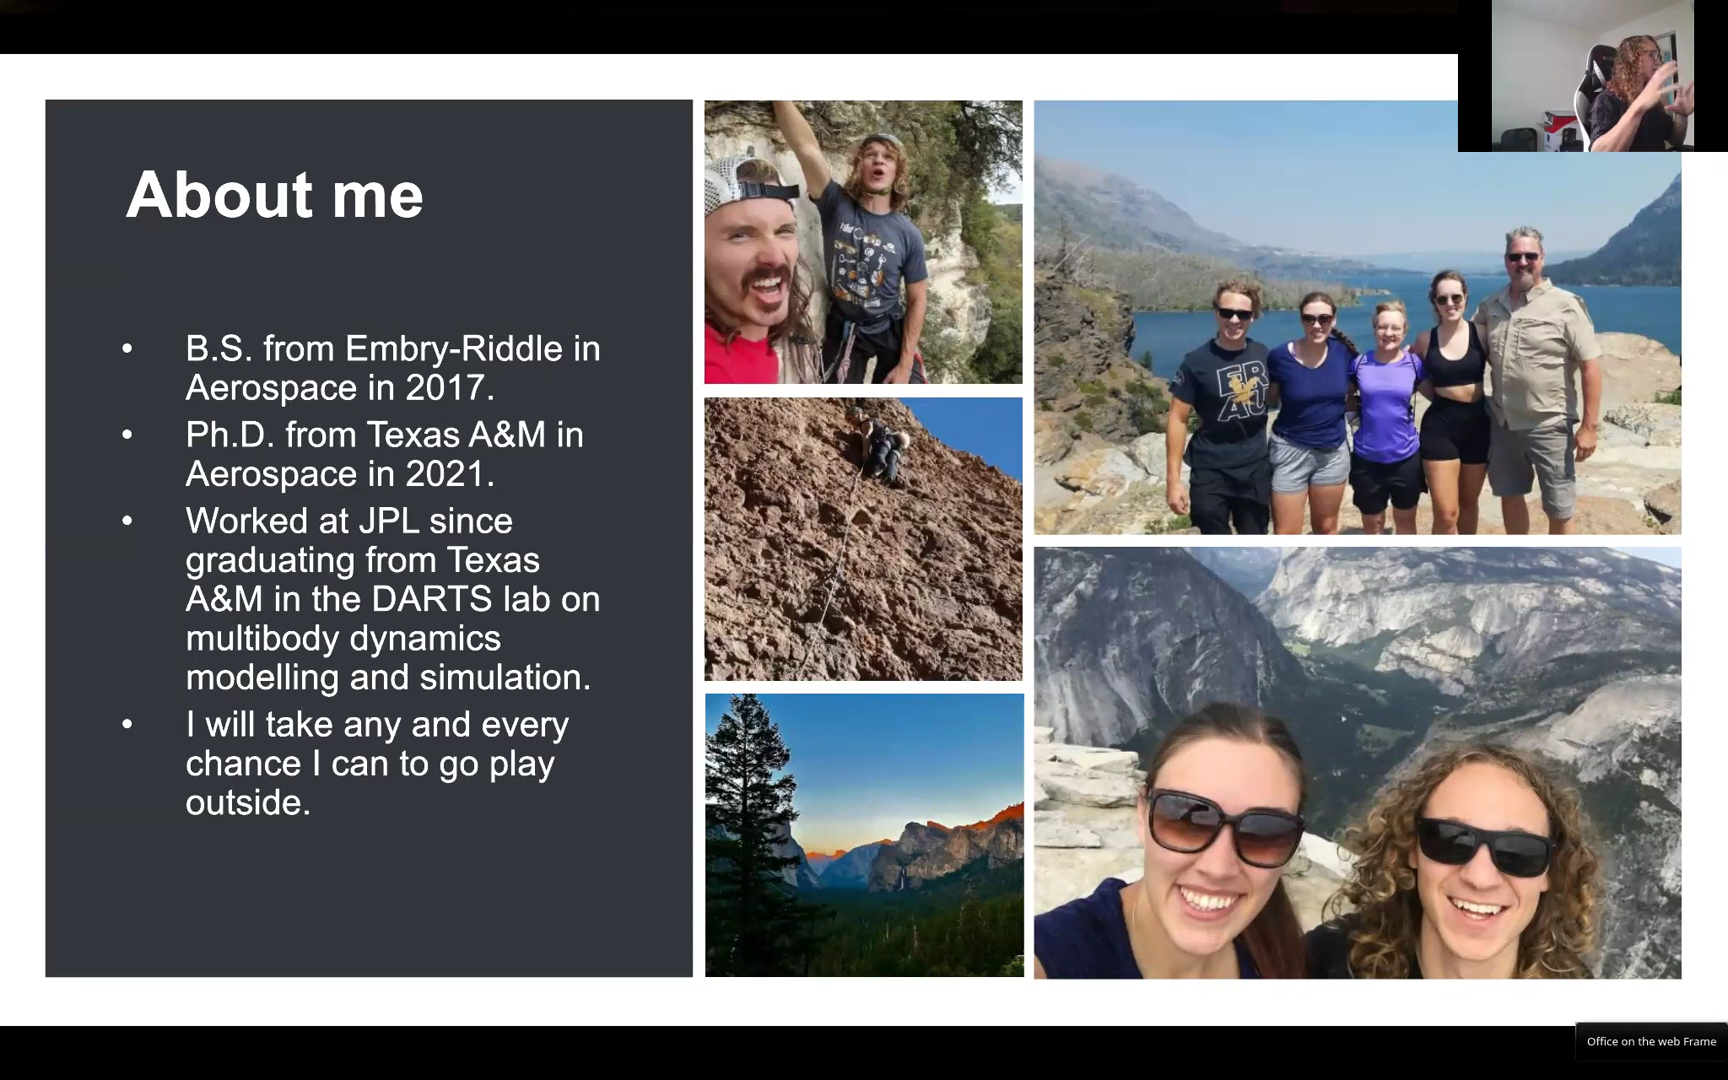 About me
• B.S. from Embry-Riddle in
Aerospace in 2017.
• Ph.D. from Texas A&M in
Aerospace in 2021.
• Worked at JPL since
graduating from Texas
A&M in the DARTS lab on
multibody dynamics
modelling and simulation.
• I will take any and every
chance I can to go play
outside.
ER
AU
Office on the web Frame